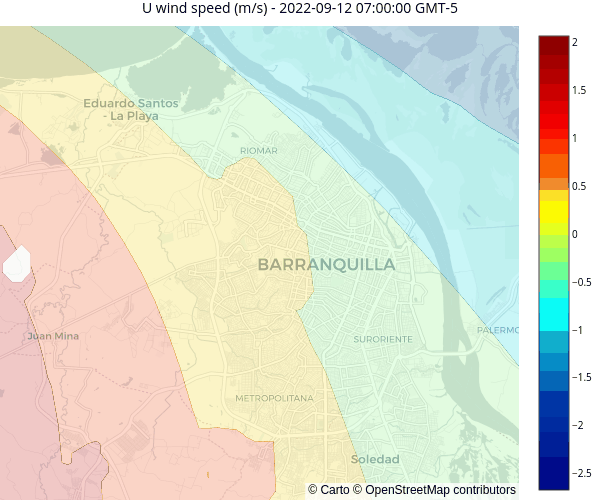 U wind speed (m/s) - 2022-09-12 07:00:00 GMT-5
2
1.5
1
0.5
0
−0.5
−1
−1.5
−2
−2.5
Eduardo Santos
- La Playa
RIOMAR
BARRANQUILLA
PALERMO
Juan Mina
SURORIENTE
METROPOLITANA
Soledad
© Carto © OpenStreetMap contributors